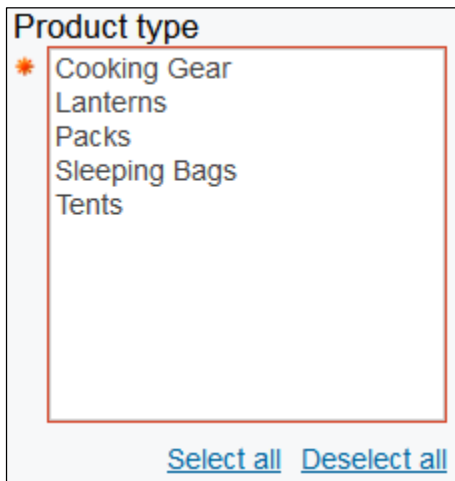 Product type
Cooking Gear
Lanterns
Packs
Sleeping Bags
Tents
Select all Deselect all